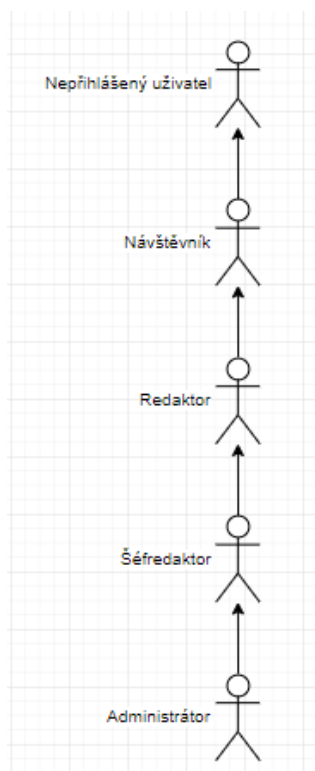 Nepřihlášený uživatel
Návštěvník
Redaktor
Šéfredaktor
Administrátor